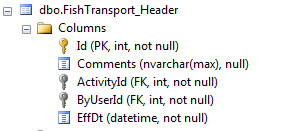 dbo.FishTransport_Header
Columns
Id (PK, int, not null)
Comments (nvarchar(max), null)
ActivityId (FK, int, not null)
ByUserId (FK, int, not null)
EffDt (datetime, not null)